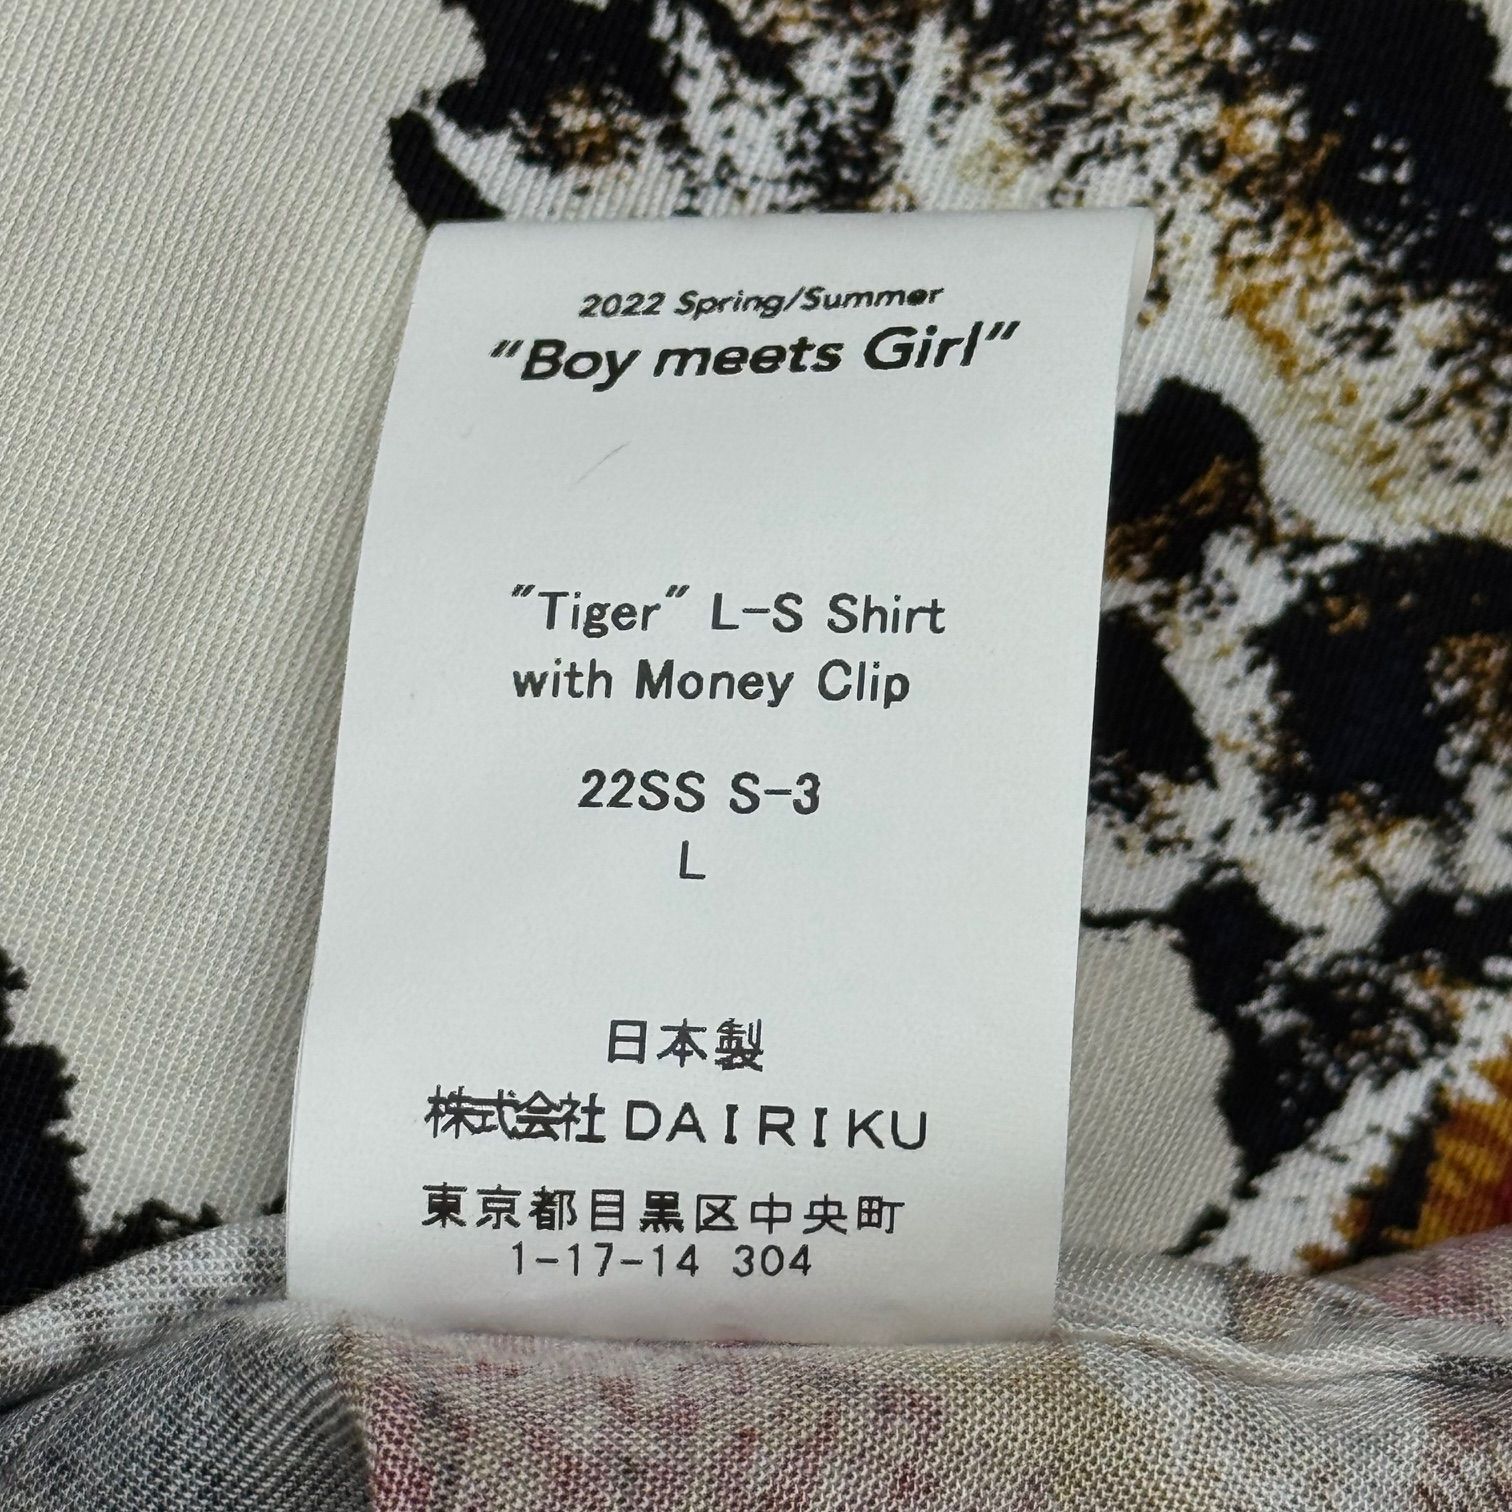 2022 Spring/Summer
"Boy meets Girl"
"Tiger" L-S Shirt
with Money Clip
22SS S-3
L
日本製
株式会社 DAIRIKU
東京都目黒区中央町
1-17-14 304